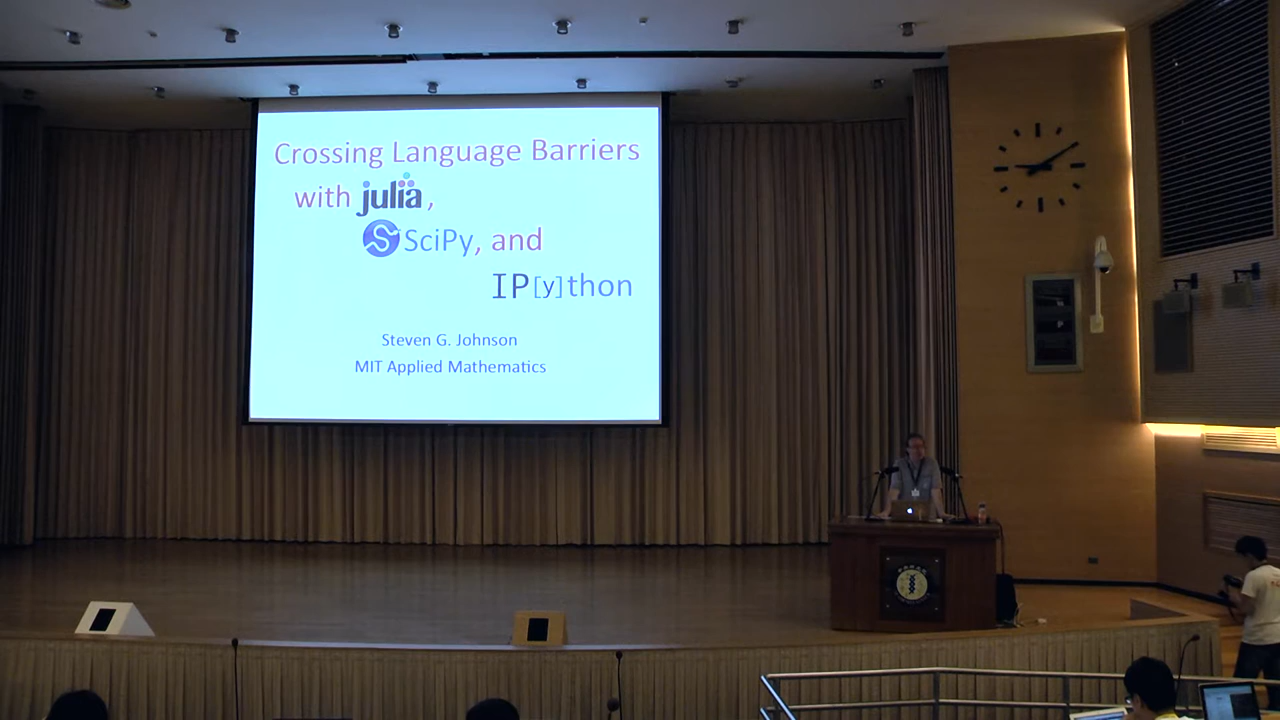 Crossing Language Barriers
with julia,
SciPy, and
IP[y]thon
Steven G. Johnson
MIT Applied Mathematics